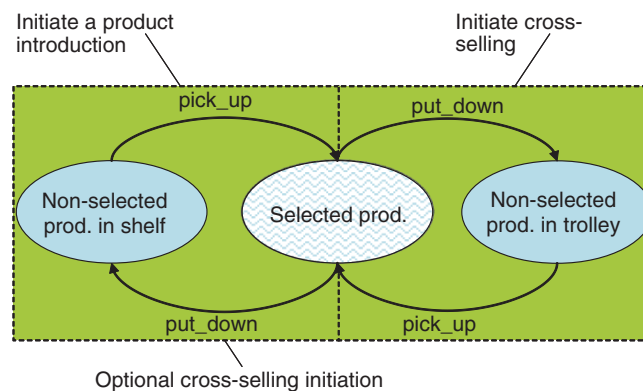 Initiate a product
introduction
Initiate cross-
selling
pick_up
put_down
Non-selected
prod. in shelf
Selected prod.
Non-selected
prod. in trolley
put_down
pick_up
Optional cross-selling initiation